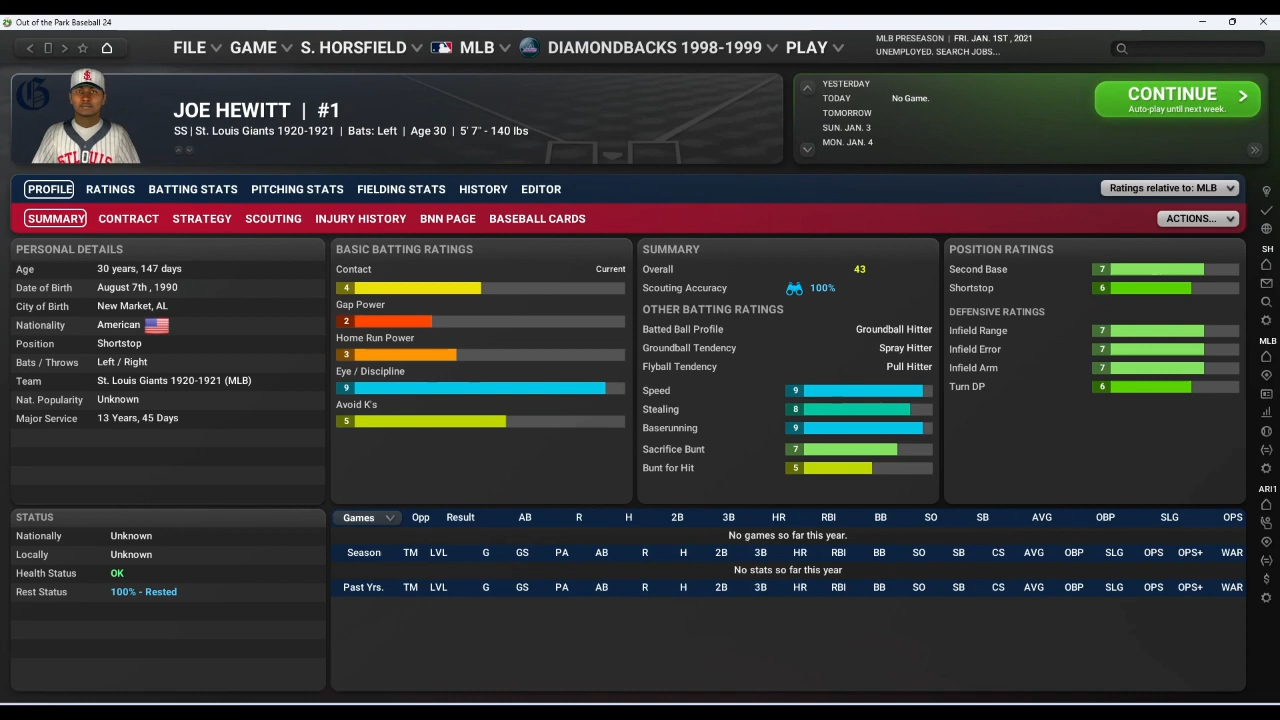 Out of the Park Baseball 24
FILE GAME S. HORSFIELD MLB DIAMONDBACKS 1998-1999 PLAY
MLB PRESEASON | FRI. JAN. 1ST , 2021
UNEMPLOYED. SEARCH JOBS...
JOE HEWITT | #1
SS | St. Louis Giants 1920-1921 | Bats: Left | Age 30 | 5' 7" - 140 lbs
YESTERDAY
TODAY No Game.
TOMORROW
SUN. JAN. 3
MON. JAN. 4
CONTINUE
Auto-play until next week.
PROFILE RATINGS BATTING STATS PITCHING STATS FIELDING STATS HISTORY EDITOR
Ratings relative to: MLB
SUMMARY CONTRACT STRATEGY SCOUTING INJURY HISTORY BNN PAGE BASEBALL CARDS
ACTIONS...
PERSONAL DETAILS
Age 30 years, 147 days
Date of Birth August 7th , 1990
City of Birth New Market, AL
Nationality American
Position Shortstop
Bats / Throws Left / Right
Team St. Louis Giants 1920-1921 (MLB)
Nat. Popularity Unknown
Major Service 13 Years, 45 Days
BASIC BATTING RATINGS
Contact Current
4
Gap Power
2
Home Run Power
3
Eye / Discipline
9
Avoid K's
5
SUMMARY
Overall 43
Scouting Accuracy 100%
OTHER BATTING RATINGS
Batted Ball Profile Groundball Hitter
Groundball Tendency Spray Hitter
Flyball Tendency Pull Hitter
Speed 9
Stealing 8
Baserunning 9
Sacrifice Bunt 7
Bunt for Hit 5
POSITION RATINGS
Second Base 7
Shortstop 6
DEFENSIVE RATINGS
Infield Range 7
Infield Error 7
Infield Arm 7
Turn DP 6
STATUS
Nationally Unknown
Locally Unknown
Health Status OK
Rest Status 100% - Rested
Games Opp Result AB R H 2B 3B HR RBI BB SO SB AVG OBP SLG OPS
No games so far this year.
Season TM LVL G GS PA AB R H 2B 3B HR RBI BB SO SB CS AVG OBP SLG OPS OPS+ WAR
No stats so far this year
Past Yrs. TM LVL G GS PA AB R H 2B 3B HR RBI BB SO SB CS AVG OBP SLG OPS OPS+ WAR
SH
MLB
ARI1